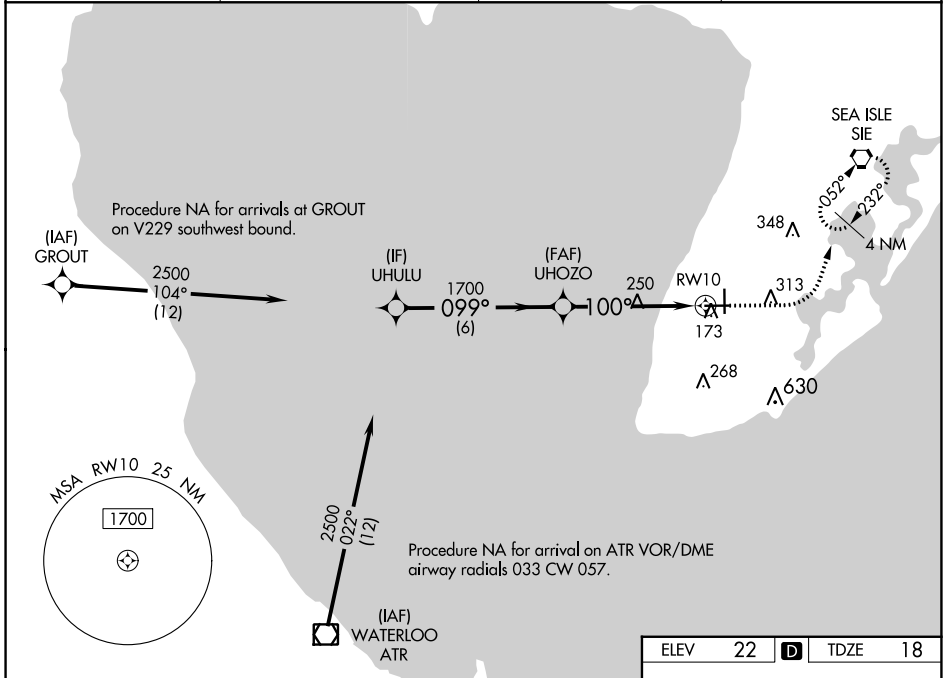 SEA ISLE
SIE
052°
232°
4 NM
Procedure NA for arrivals at GROUT
on V229 southwest bound.
(IAF)
GROUT
2500
104°
(12)
(IF)
UHULU
1700
099°
(6)
(FAF)
UHOZO
100°
250
RW10
173
348
313
268
630
MSA RW10 25 NM
1700
2500
022°
(12)
Procedure NA for arrival on ATR VOR/DME
airway radials 033 CW 057.
(IAF)
WATERLOO
ATR
ELEV 22 D TDZE 18